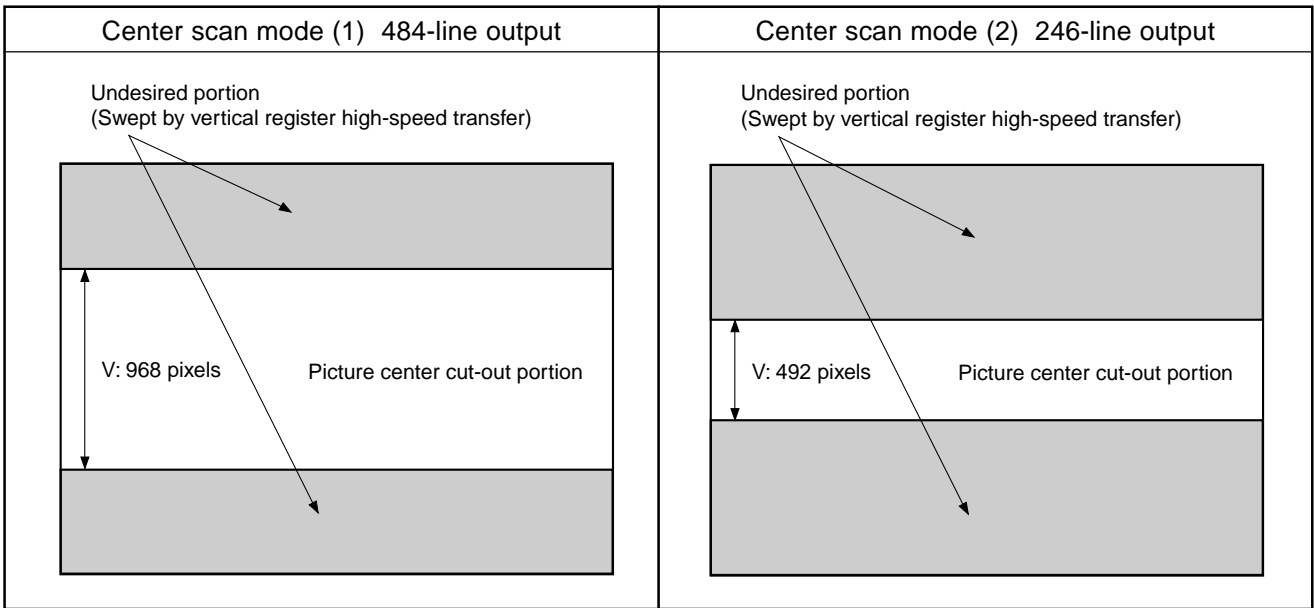 Center scan mode (1) 484-line output
Undesired portion
(Swept by vertical register high-speed transfer)
V: 968 pixels
Picture center cut-out portion
Center scan mode (2) 246-line output
Undesired portion
(Swept by vertical register high-speed transfer)
V: 492 pixels
Picture center cut-out portion